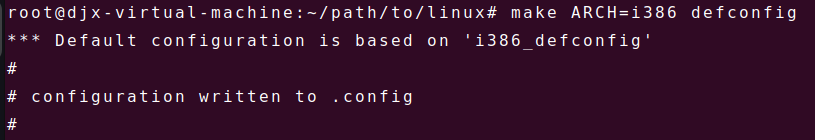 root@djx-virtual-machine:~/path/to/linux# make ARCH=i386 defconfig
*** Default configuration is based on 'i386_defconfig'
#
# configuration written to .config
#